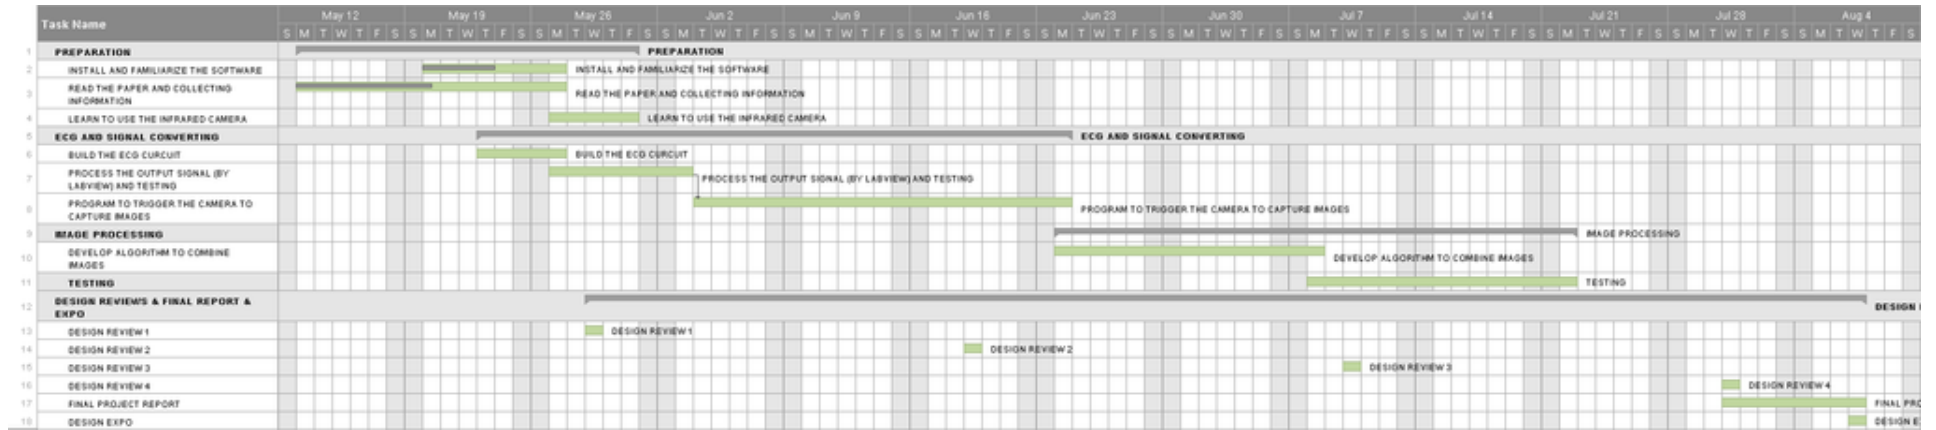 Task Name May 12 May 19 May 26 Jun 2 Jun 9 Jun 16 Jun 23 Jun 30 Jul 7 Jul 14 Jul 21 Jul 28 Aug 4
S M T W T F S S M T W T F S S M T W T F S S M T W T F S S M T W T F S S M T W T F S S M T W T F S S M T W T F S S M T W T F S S M T W T F S S M T W T F S S M T W T F S S M T W T F S
1 PREPARATION PREPARATION
2 INSTALL AND FAMILIARIZE THE SOFTWARE INSTALL AND FAMILIARIZE THE SOFTWARE
3 READ THE PAPER AND COLLECTING
INFORMATION READ THE PAPER AND COLLECTING INFORMATION
4 LEARN TO USE THE INFRARED CAMERA LEARN TO USE THE INFRARED CAMERA
5 ECG AND SIGNAL CONVERTING ECG AND SIGNAL CONVERTING
6 BUILD THE ECG CURCUIT BUILD THE ECG CURCUIT
7 PROCESS THE OUTPUT SIGNAL (BY
LABVIEW) AND TESTING PROCESS THE OUTPUT SIGNAL (BY LABVIEW) AND TESTING
8 PROGRAM TO TRIGGER THE CAMERA TO
CAPTURE IMAGES PROGRAM TO TRIGGER THE CAMERA TO CAPTURE IMAGES
9 IMAGE PROCESSING IMAGE PROCESSING
10 DEVELOP ALGORITHM TO COMBINE
IMAGES DEVELOP ALGORITHM TO COMBINE IMAGES
11 TESTING TESTING
12 DESIGN REVIEWS & FINAL REPORT &
EXPO DESIGN
13 DESIGN REVIEW 1 DESIGN REVIEW 1
14 DESIGN REVIEW 2 DESIGN REVIEW 2
15 DESIGN REVIEW 3 DESIGN REVIEW 3
16 DESIGN REVIEW 4 DESIGN REVIEW 4
17 FINAL PROJECT REPORT FINAL PRO
18 DESIGN EXPO DESIGN E